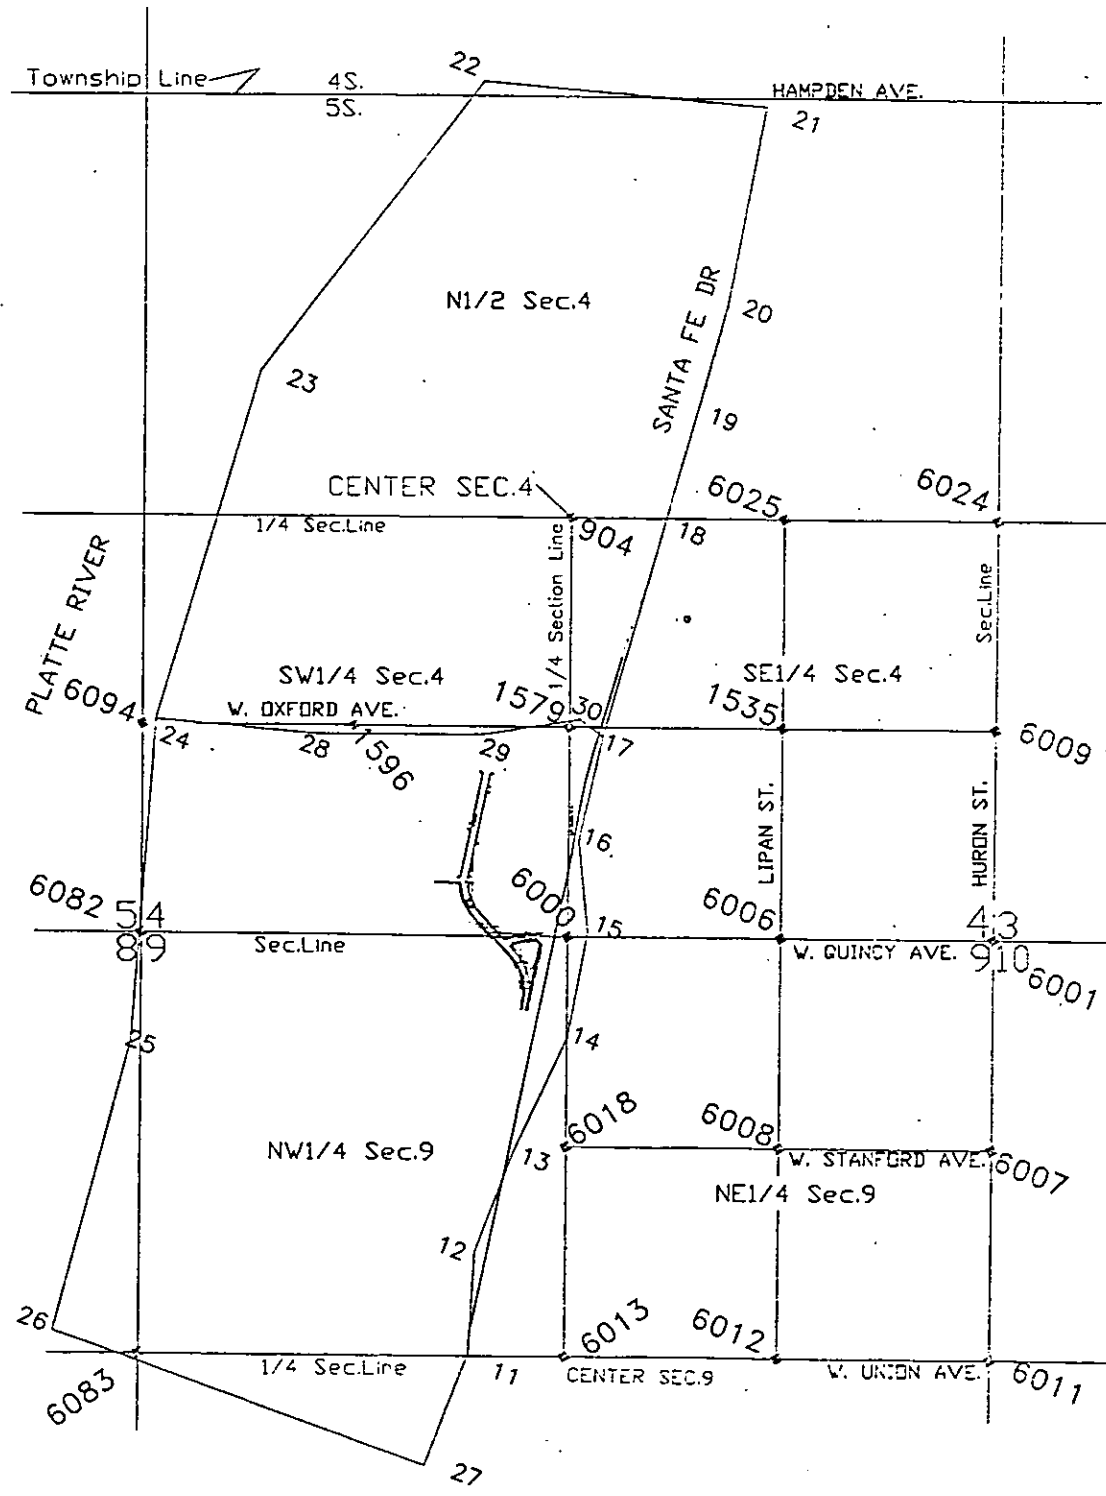 22
Township Line
4S.
HAMPDEN AVE.
5S.
21
N1/2 Sec.4
SANTA FE DR
20
23
19
CENTER SEC.4
6025
6024
1/4 Sec.Line
904
18
PLATTE RIVER
1/4 Section Line
Sec.Line
SW1/4 Sec.4
SE1/4 Sec.4
6094
1579
30
1535
W. OXFORD AVE.
24
28
1596
29
17
6009
16.
LIPAN ST.
HURON ST.
6082
5 4
6000
15
6006
4 3
8 9
Sec.Line
W. QUINCY AVE.
9 10
6001
25
14
6018
6008
NW1/4 Sec.9
13
W. STANFORD AVE.
6007
NE1/4 Sec.9
12
26
6013
6012
6083
1/4 Sec.Line
11
CENTER SEC.9
W. UNION AVE.
6011
27